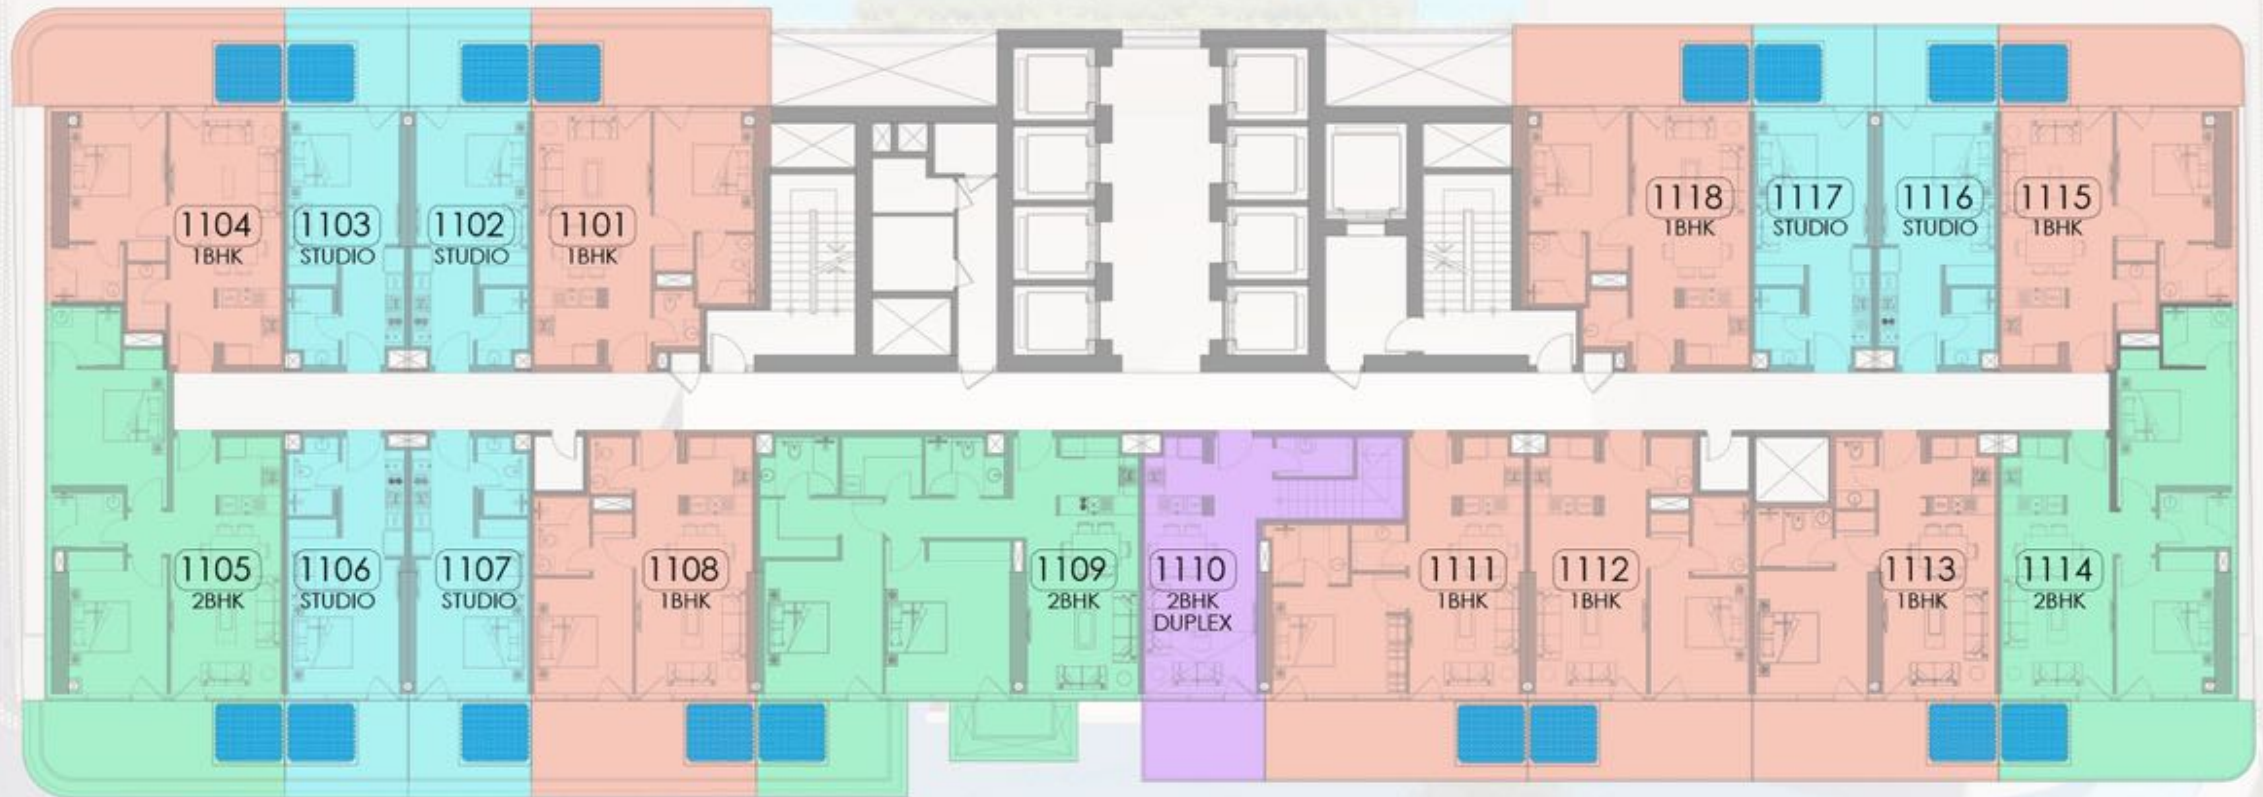 1104
1BHK
1103
STUDIO
1102
STUDIO
1101
1BHK
1118
1BHK
1117
STUDIO
1116
STUDIO
1115
1BHK
1105
2BHK
1106
STUDIO
1107
STUDIO
1108
1BHK
1109
2BHK
1110
2BHK
DUPLEX
1111
1BHK
1112
1BHK
1113
1BHK
1114
2BHK